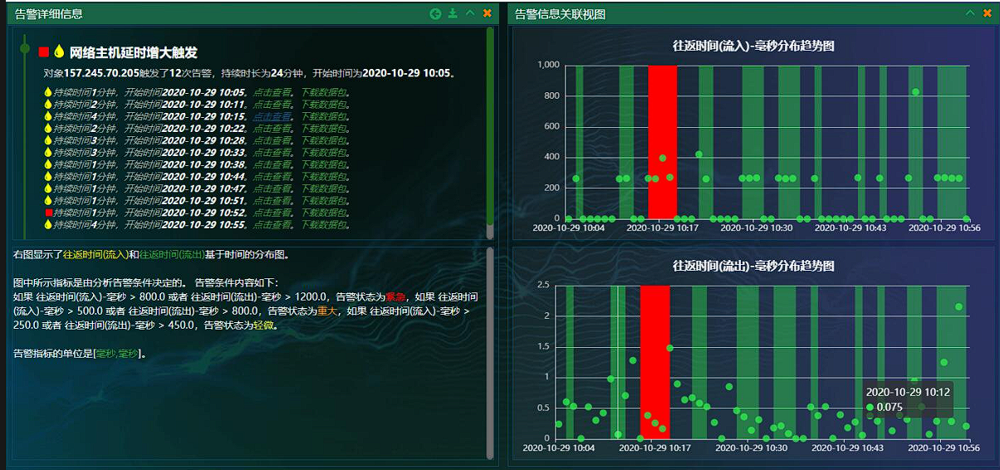 告警详细信息
网络主机延时增大触发
对象157.245.70.205触发了12次告警，持续时长为24分钟，开始时间为2020-10-29 10:05。
持续时间1分钟，开始时间2020-10-29 10:05。点击查看。下载数据包。
持续时间2分钟，开始时间2020-10-29 10:11。点击查看。下载数据包。
持续时间4分钟，开始时间2020-10-29 10:15。点击查看。下载数据包。
持续时间2分钟，开始时间2020-10-29 10:22。点击查看。下载数据包。
持续时间3分钟，开始时间2020-10-29 10:28。点击查看。下载数据包。
持续时间3分钟，开始时间2020-10-29 10:33。点击查看。下载数据包。
持续时间1分钟，开始时间2020-10-29 10:38。点击查看。下载数据包。
持续时间1分钟，开始时间2020-10-29 10:44。点击查看。下载数据包。
持续时间1分钟，开始时间2020-10-29 10:47。点击查看。下载数据包。
持续时间1分钟，开始时间2020-10-29 10:51。点击查看。下载数据包。
持续时间1分钟，开始时间2020-10-29 10:52。点击查看。下载数据包。
持续时间4分钟，开始时间2020-10-29 10:55。点击查看。下载数据包。
右图显示了往返时间(流入)和往返时间(流出)基于时间的分布图。
图中所示指标是由分析告警条件决定的。 告警条件内容如下：
如果 往返时间(流入)-毫秒 > 800.0 或者 往返时间(流出)-毫秒 > 1200.0，告警状态为紧急，如果 往返时间
(流入)-毫秒 > 500.0 或者 往返时间(流出)-毫秒 > 800.0，告警状态为重大，如果 往返时间(流入)-毫秒 >
250.0 或者 往返时间(流出)-毫秒 > 450.0，告警状态为轻微。
告警指标的单位是[毫秒,毫秒]。
告警信息关联视图
往返时间(流入)-毫秒分布趋势图
1,000
800
600
400
200
0
2020-10-29 10:04 2020-10-29 10:17 2020-10-29 10:30 2020-10-29 10:43 2020-10-29 10:56
往返时间(流出)-毫秒分布趋势图
2.5
2
1.5
1
0.5
0
2020-10-29 10:12
0.075
2020-10-29 10:04 2020-10-29 10:17 2020-10-29 10:30 2020-10-29 10:43 2020-10-29 10:56